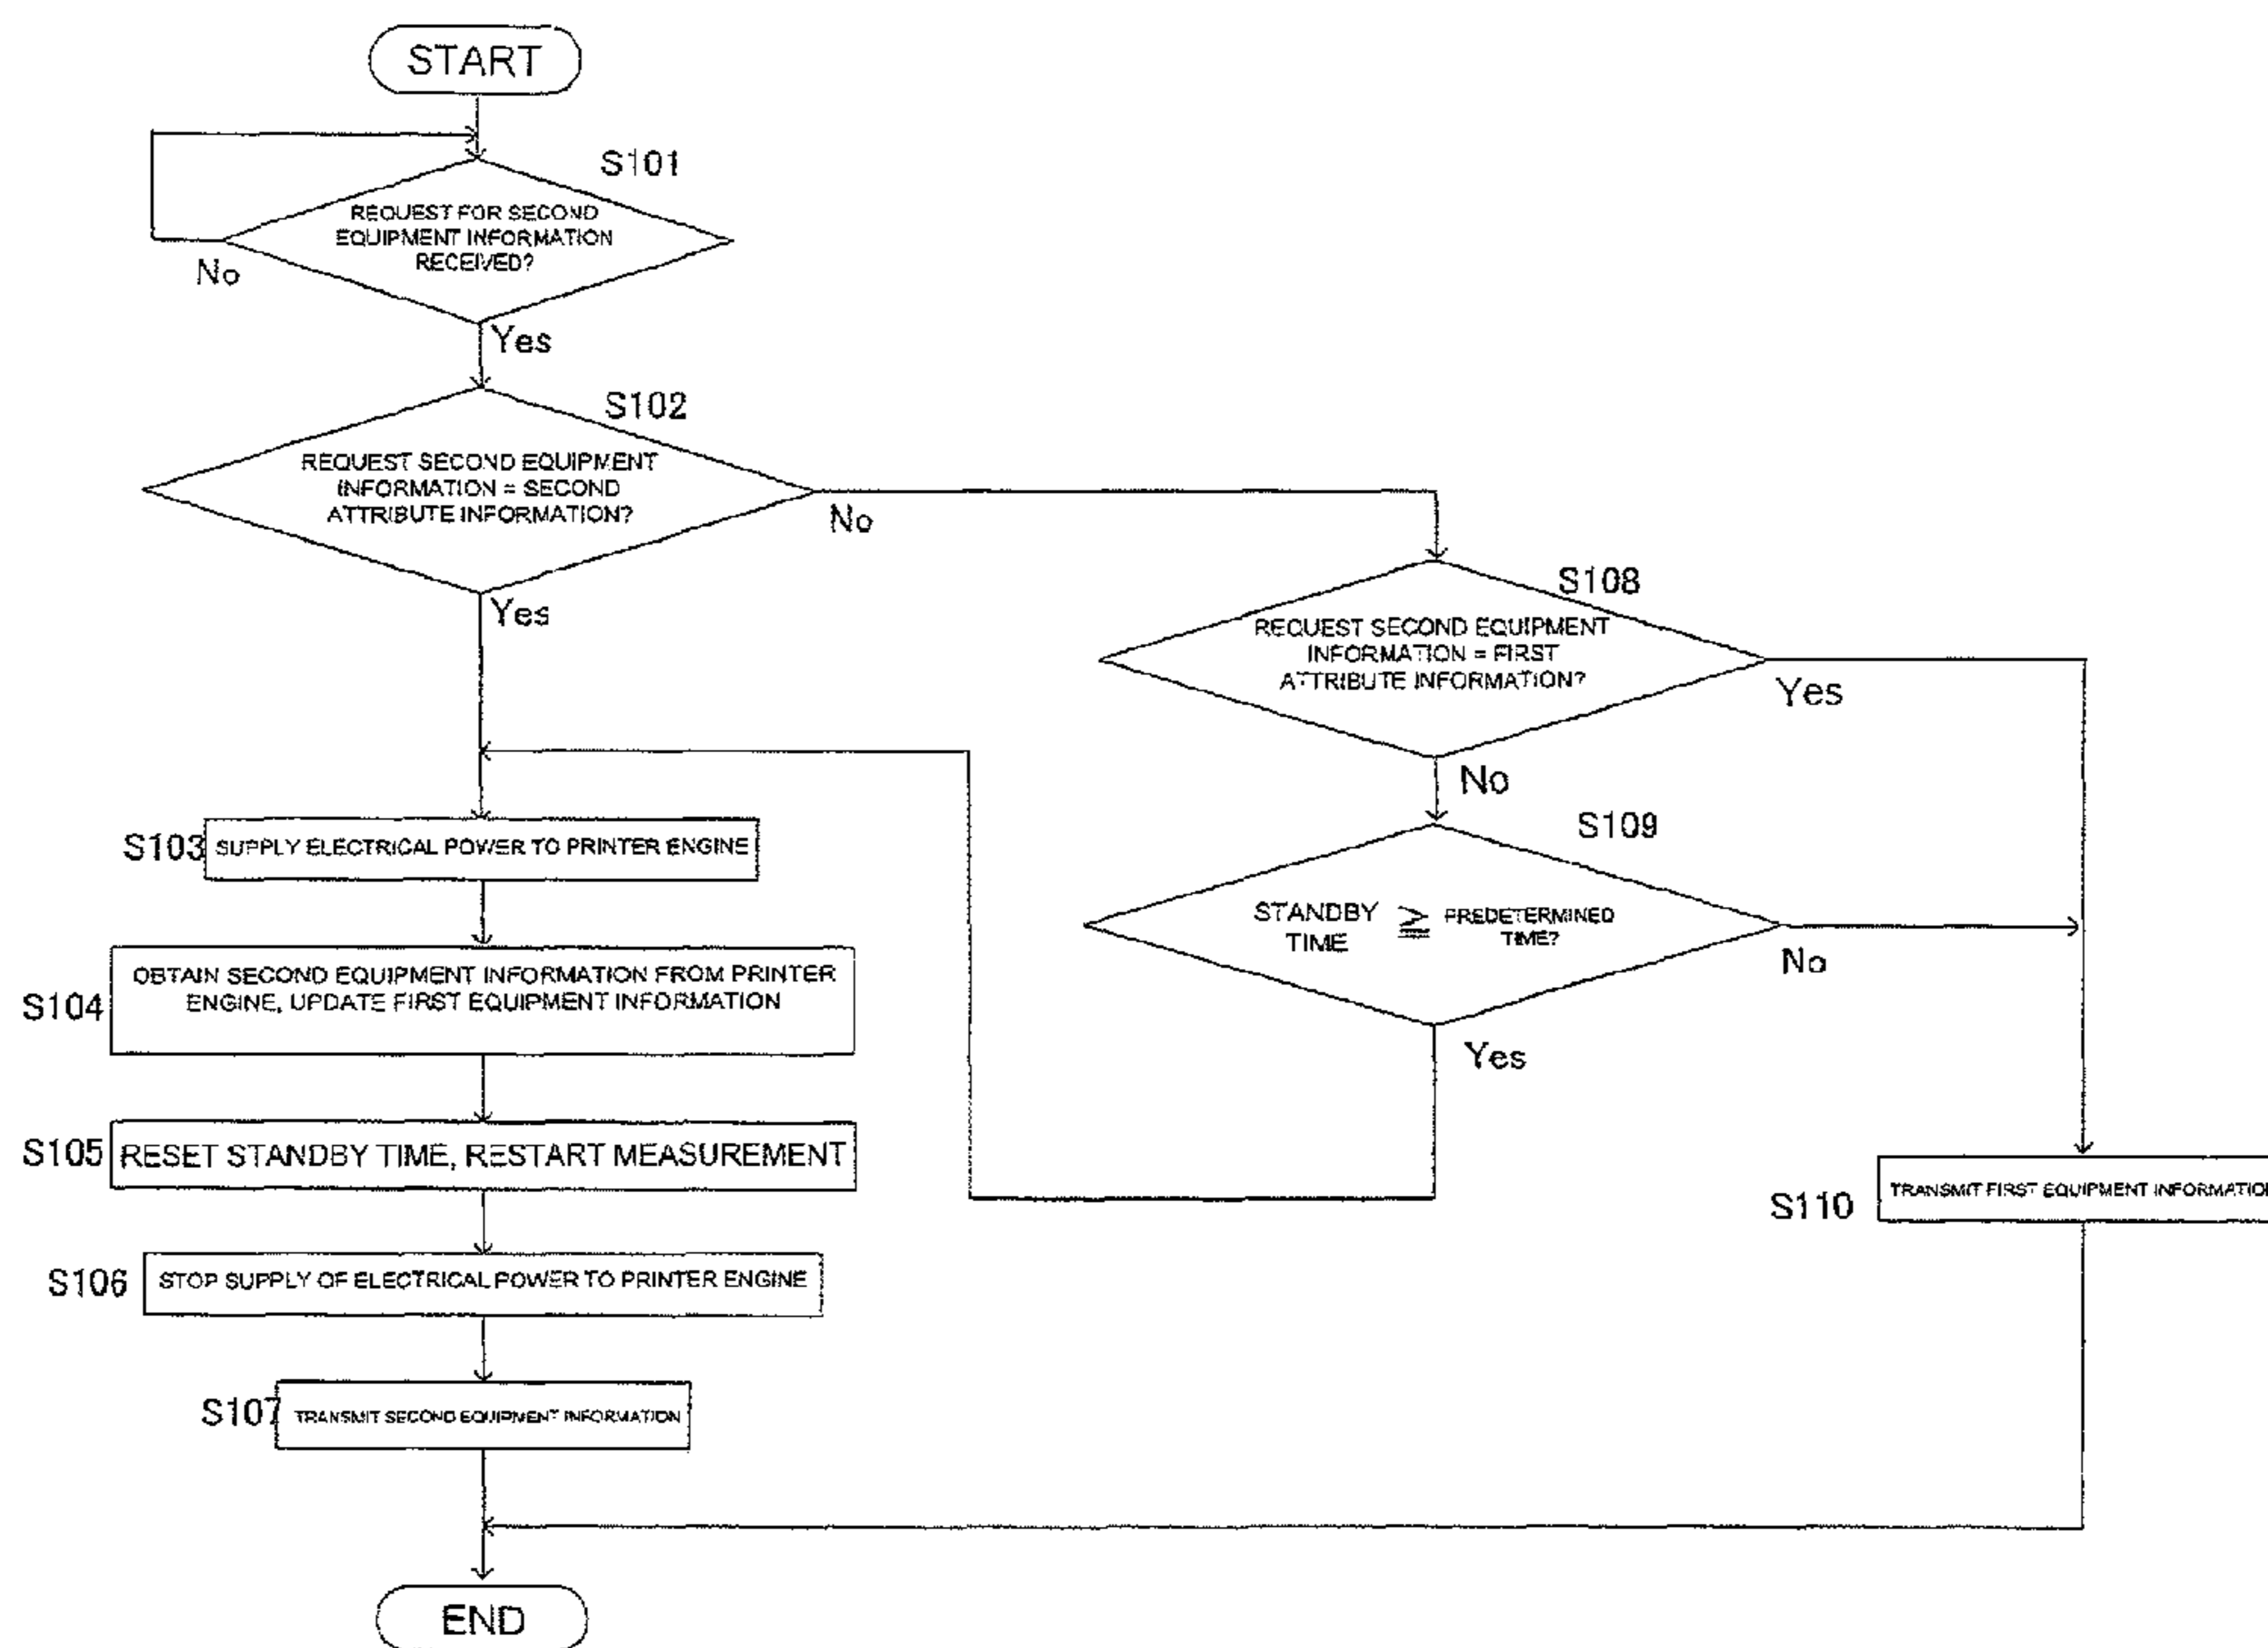 START
S101
REQUEST FOR SECOND
EQUIPMENT INFORMATION
RECEIVED?
No
Yes
S102
REQUEST SECOND EQUIPMENT
INFORMATION = SECOND
ATTRIBUTE INFORMATION?
No
Yes
S108
REQUEST SECOND EQUIPMENT
INFORMATION = FIRST
ATTRIBUTE INFORMATION?
Yes
No
S103
SUPPLY ELECTRICAL POWER TO PRINTER ENGINE
S109
STANDBY
TIME
≧
PREDETERMINED
TIME?
No
Yes
S104
OBTAIN SECOND EQUIPMENT INFORMATION FROM PRINTER
ENGINE, UPDATE FIRST EQUIPMENT INFORMATION
S105
RESET STANDBY TIME, RESTART MEASUREMENT
S110
TRANSMIT FIRST EQUIPMENT
S106
STOP SUPPLY OF ELECTRICAL POWER TO PRINTER ENGINE
S107
TRANSMIT SECOND EQUIPMENT INFORMATION
END